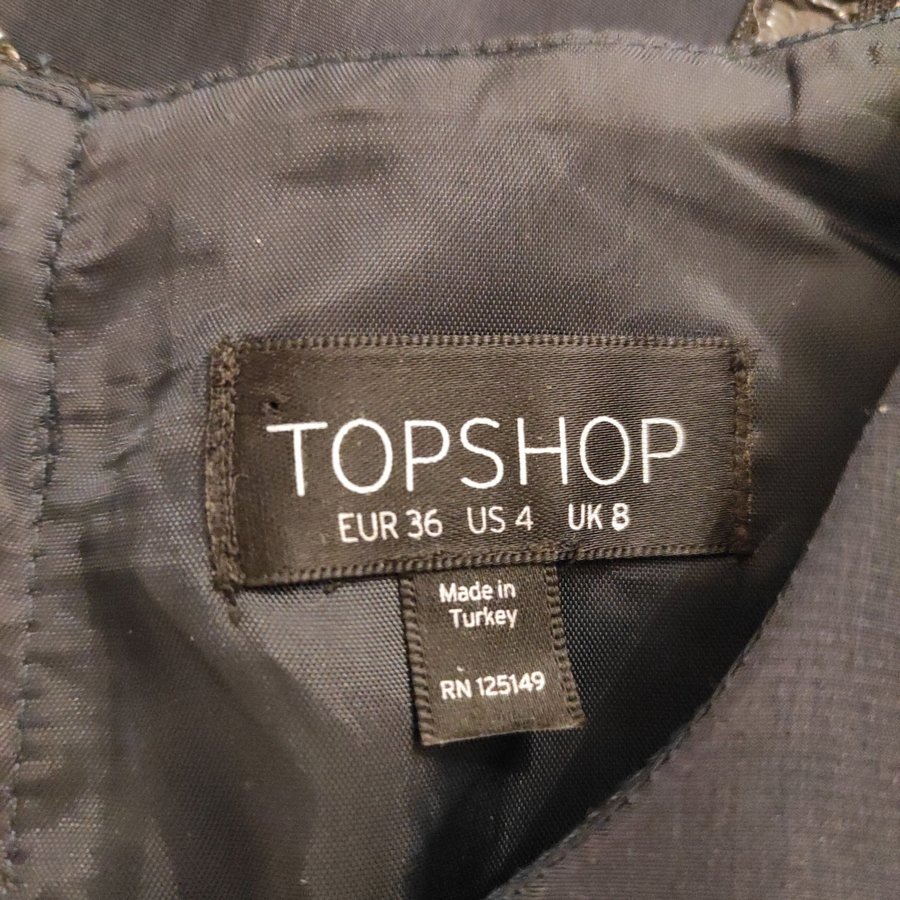 TOPSHOP
EUR 36 US 4 UK 8
Made in
Turkey
RN 125149